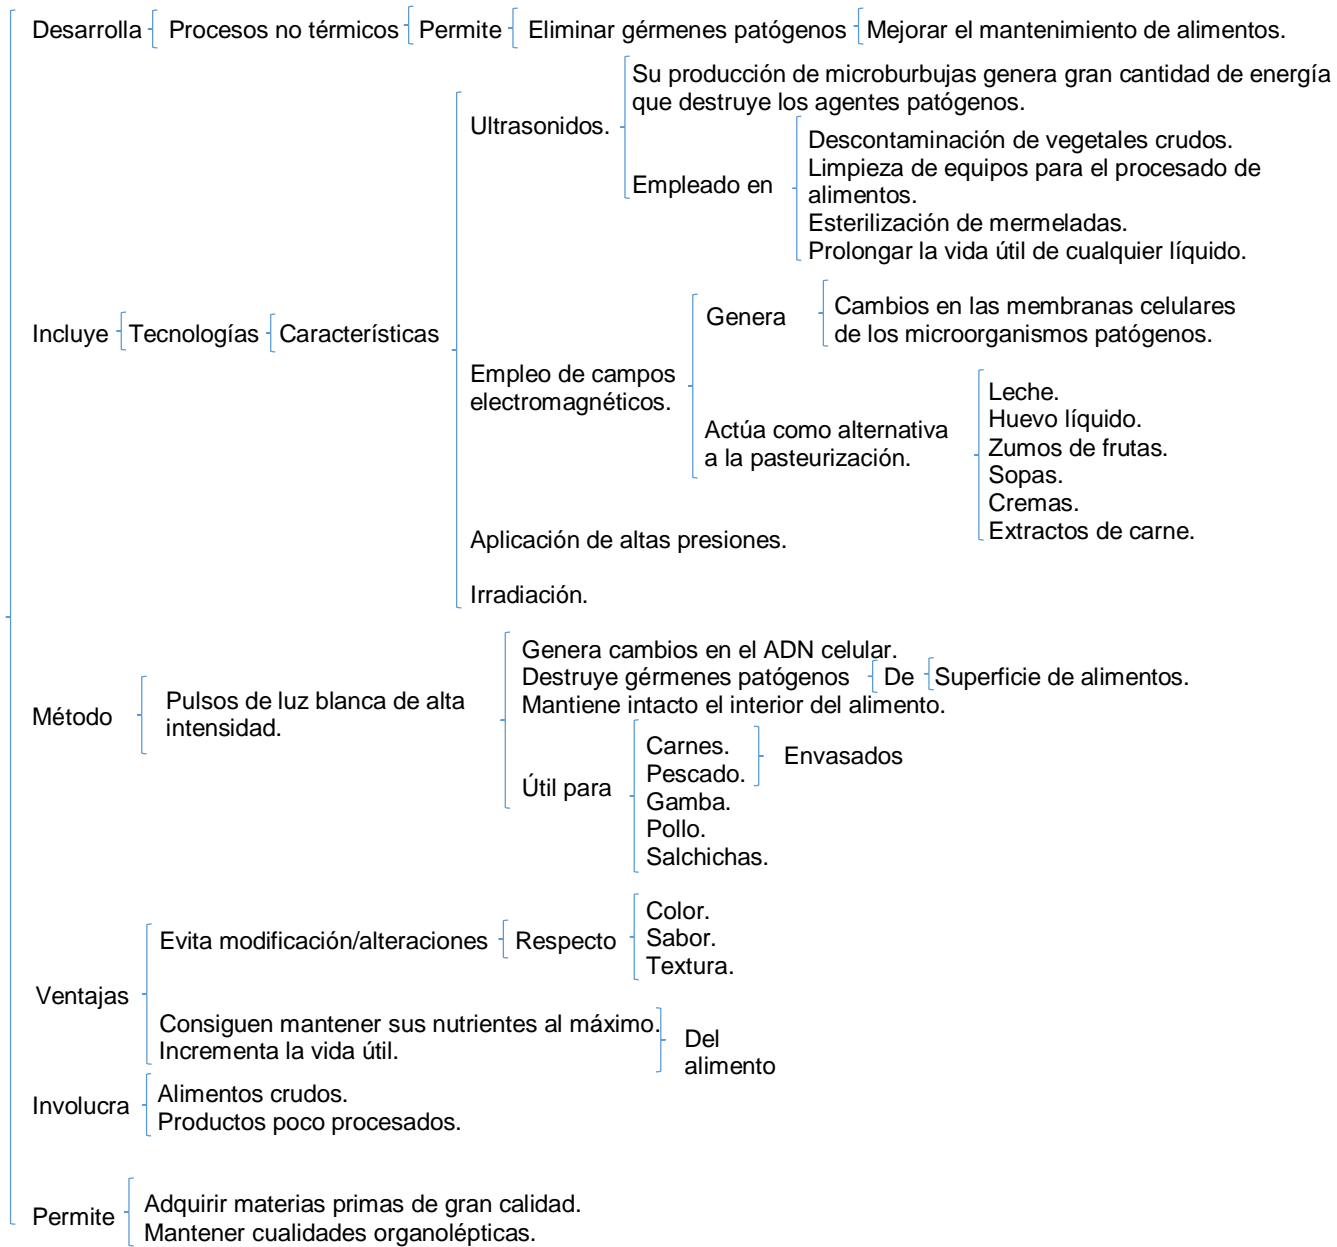 Desarrolla Procesos no térmicos Permite Eliminar gérmenes patógenos Mejorar el mantenimiento de alimentos.
Incluye Tecnologías Características
Ultrasonidos.
Su producción de microburbujas genera gran cantidad de energía
que destruye los agentes patógenos.
Empleado en
Descontaminación de vegetales crudos.
Limpieza de equipos para el procesado de
alimentos.
Esterilización de mermeladas.
Prolongar la vida útil de cualquier líquido.
Empleo de campos
electromagnéticos.
Genera
Cambios en las membranas celulares
de los microorganismos patógenos.
Actúa como alternativa
a la pasteurización.
Leche.
Huevo líquido.
Zumos de frutas.
Sopas.
Cremas.
Extractos de carne.
Aplicación de altas presiones.
Irradiación.
Método
Pulsos de luz blanca de alta
intensidad.
Genera cambios en el ADN celular.
Destruye gérmenes patógenos De Superficie de alimentos.
Mantiene intacto el interior del alimento.
Útil para
Carnes.
Pescado.
Envasados
Gamba.
Pollo.
Salchichas.
Ventajas
Evita modificación/alteraciones Respecto
Color.
Sabor.
Textura.
Consiguen mantener sus nutrientes al máximo.
Incrementa la vida útil.
Del
alimento
Involucra
Alimentos crudos.
Productos poco procesados.
Permite
Adquirir materias primas de gran calidad.
Mantener cualidades organolépticas.